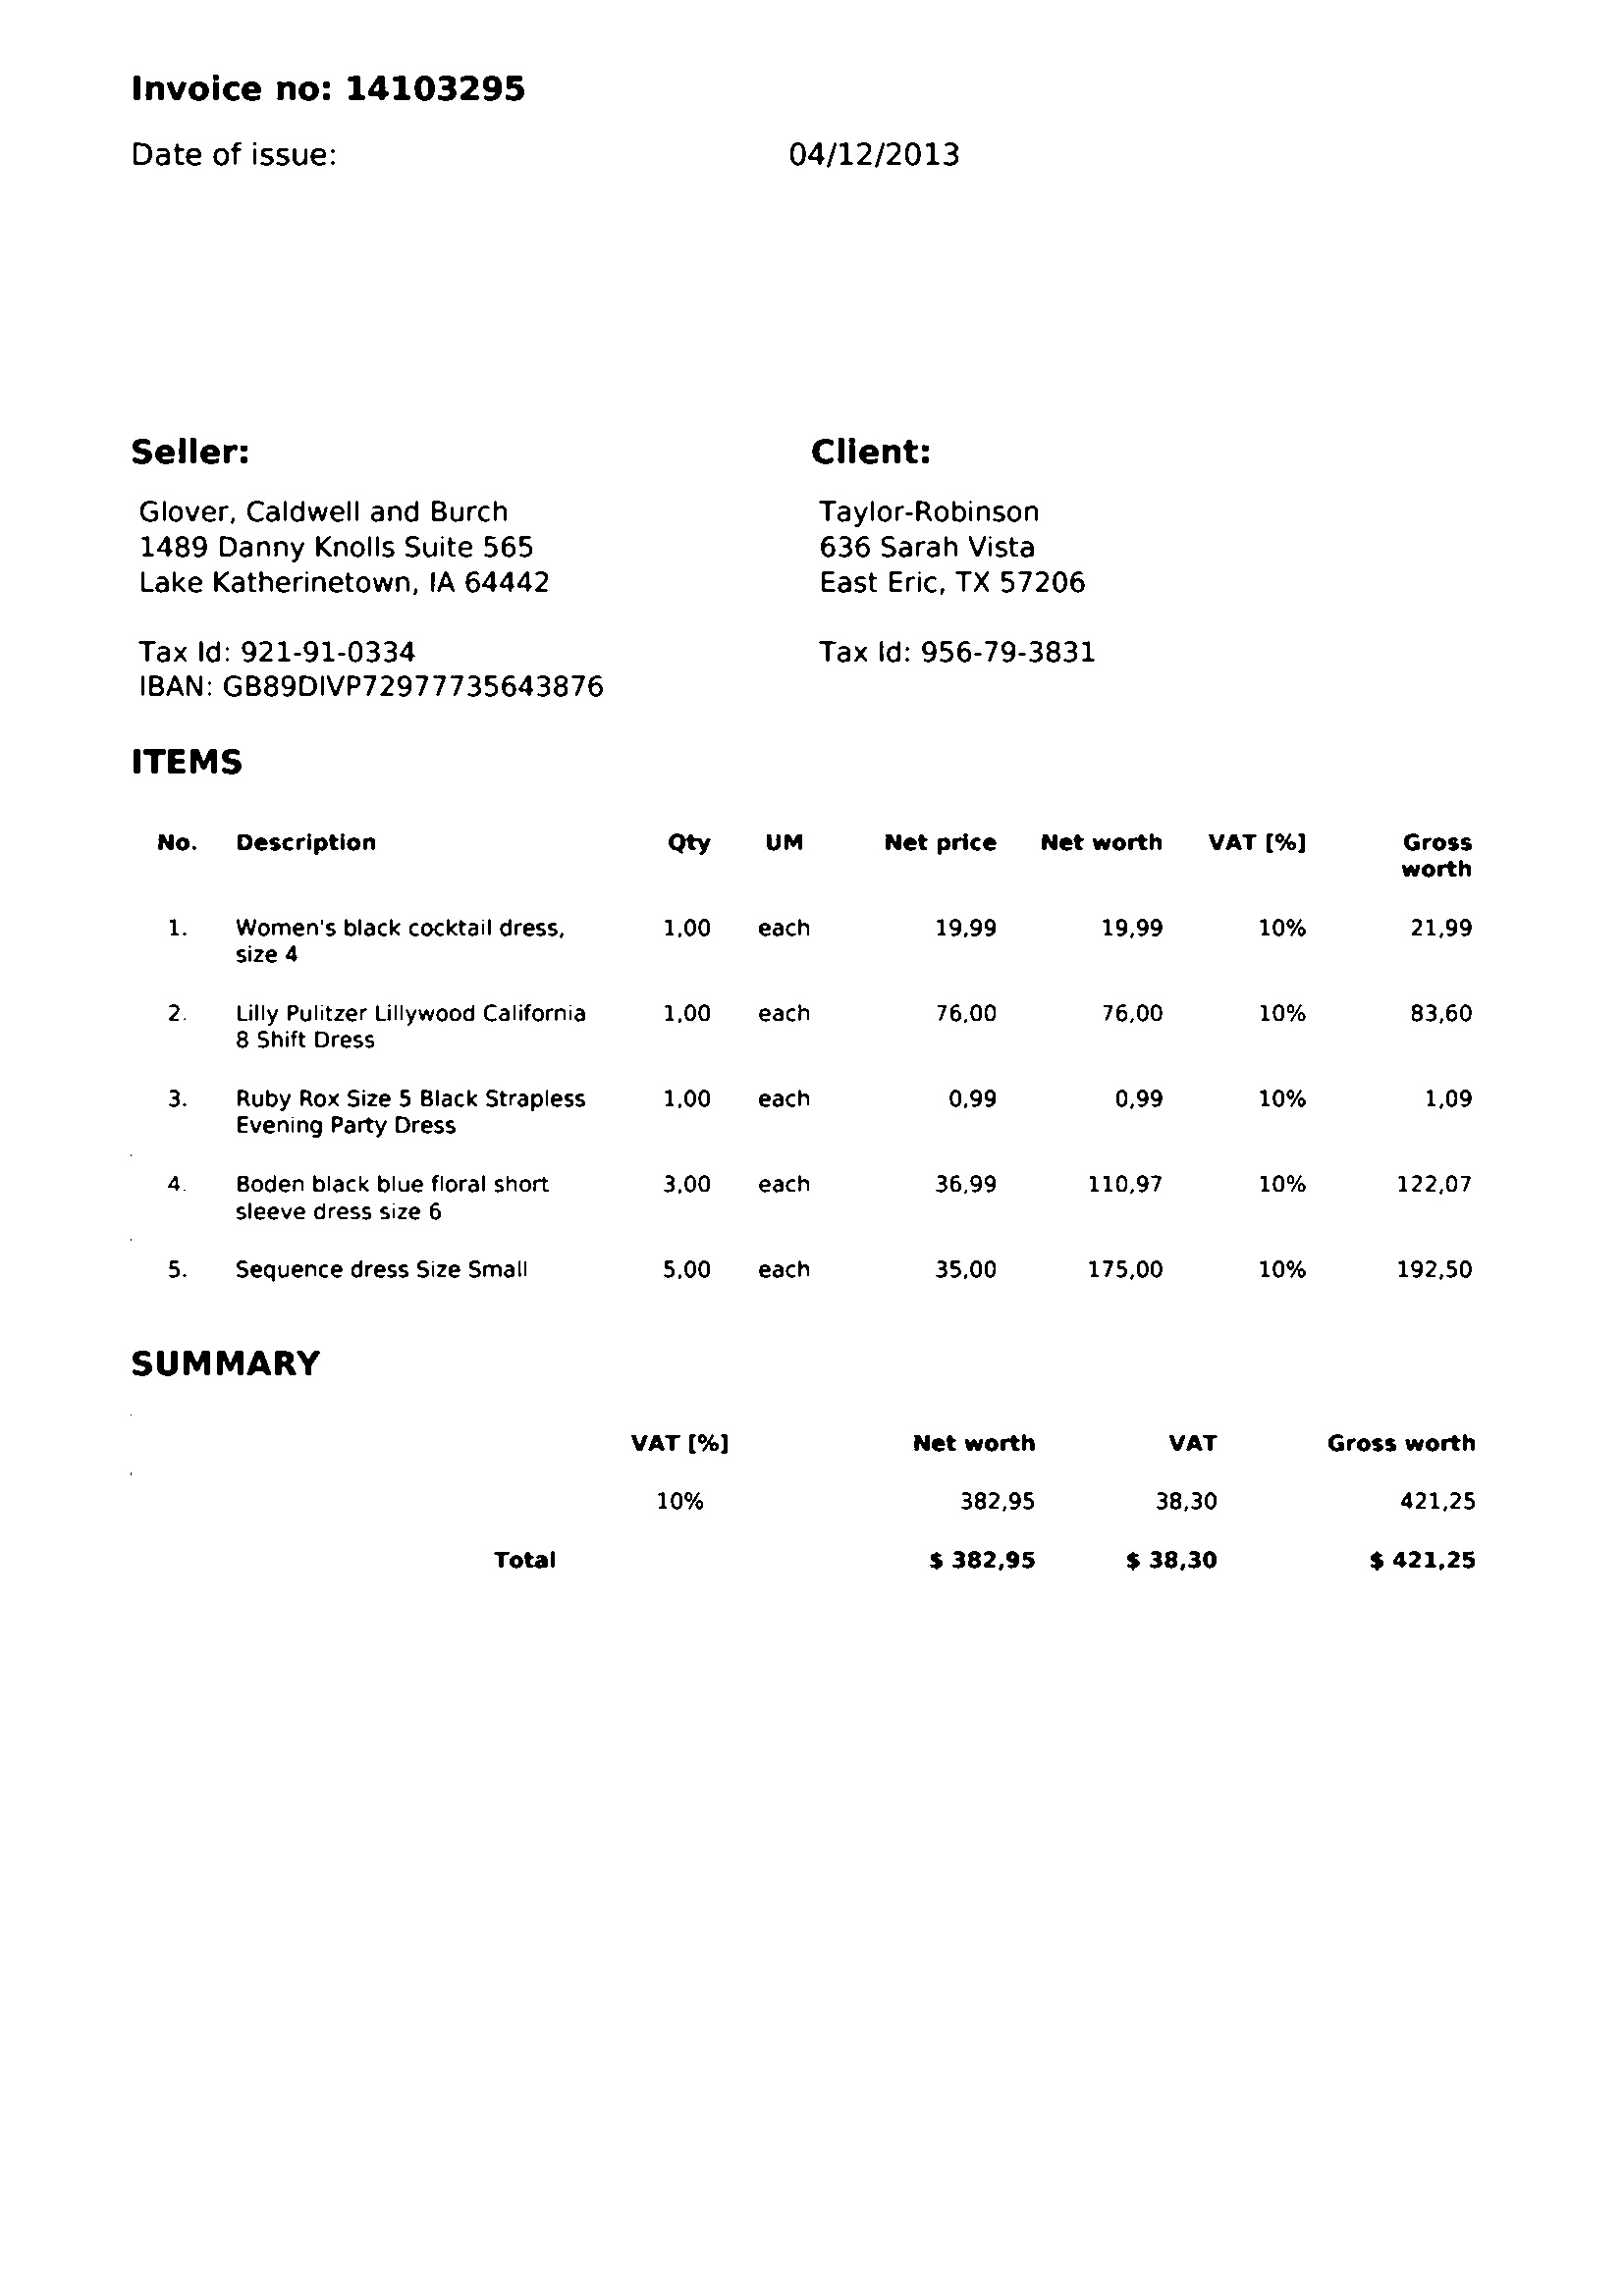 Invoice no: 14103295
Date of issue: 04/12/2013
Seller:
Glover, Caldwell and Burch
1489 Danny Knolls Suite 565
Lake Katherinetown, IA 64442
Tax Id: 921-91-0334
IBAN: GB89DIVP72977735643876
Client:
Taylor-Robinson
636 Sarah Vista
East Eric, TX 57206
Tax Id: 956-79-3831
ITEMS
No. Description Qty UM Net price Net worth VAT [%] Gross
worth
1. Women's black cocktail dress, 1,00 each 19,99 19,99 10% 21,99
size 4
2. Lilly Pulitzer Lillywood California 1,00 each 76,00 76,00 10% 83,60
8 Shift Dress
3. Ruby Rox Size 5 Black Strapless 1,00 each 0,99 0,99 10% 1,09
Evening Party Dress
4. Boden black blue floral short 3,00 each 36,99 110,97 10% 122,07
sleeve dress size 6
5. Sequence dress Size Small 5,00 each 35,00 175,00 10% 192,50
SUMMARY
VAT [%] Net worth VAT Gross worth
10% 382,95 38,30 421,25
Total $ 382,95 $ 38,30 $ 421,25